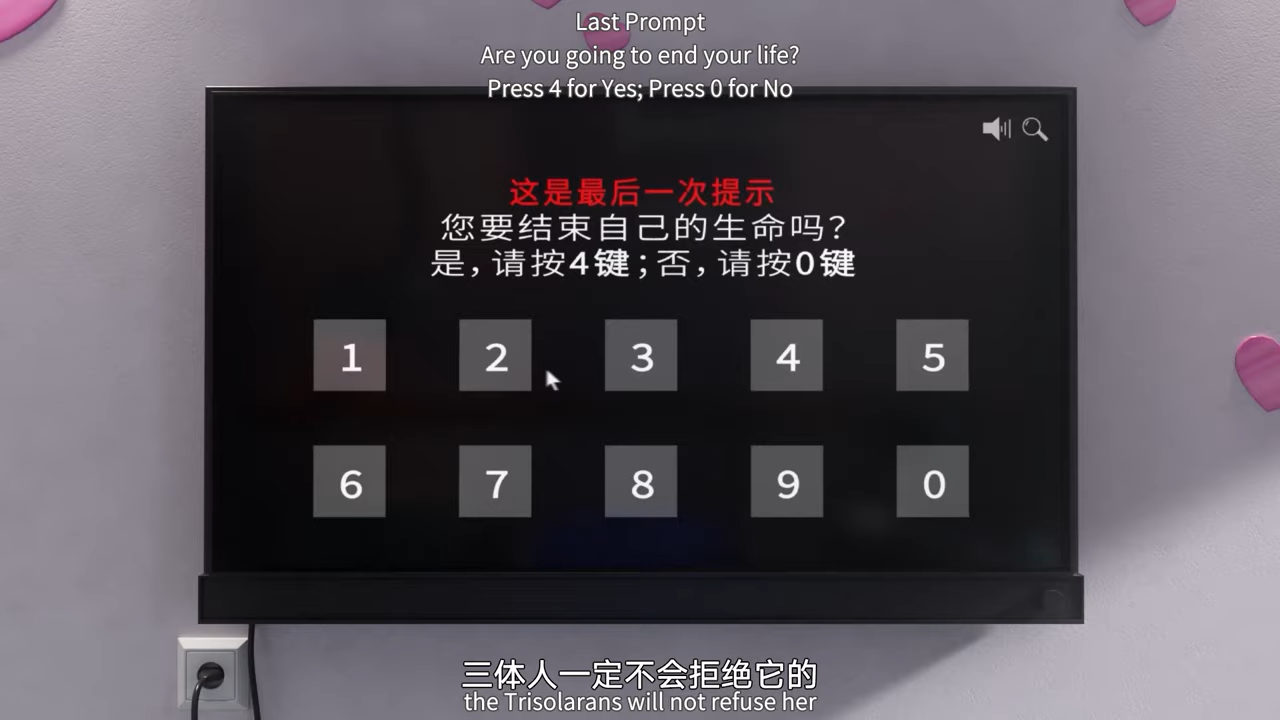 Last Prompt
Are you going to end your life?
Press 4 for Yes; Press 0 for No
这是最后一次提示
您要结束自己的生命吗?
是,请按4键;否,请按0键
1 2 3 4 5
6 7 8 9 0
三体人一定不会拒绝它的
the Trisolarans will not refuse her